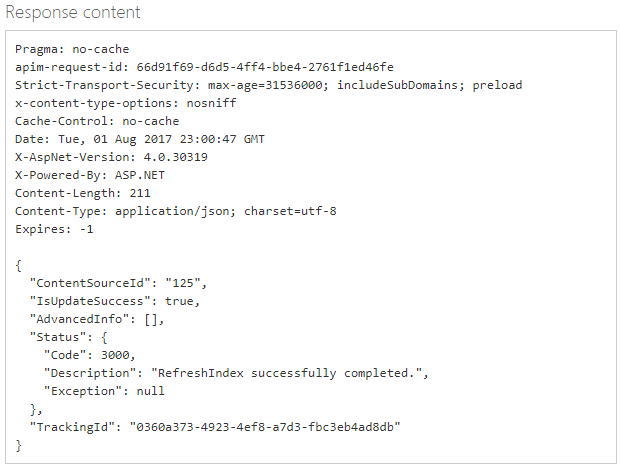 Response content
Pragma: no-cache
apim-request-id: 66d91f69-d6d5-4ff4-bbe4-2761f1ed46fe
Strict-Transport-Security: max-age=31536000; includeSubDomains; preload
x-content-type-options: nosniff
Cache-Control: no-cache
Date: Tue, 01 Aug 2017 23:00:47 GMT
X-AspNet-Version: 4.0.30319
X-Powered-By: ASP.NET
Content-Length: 211
Content-Type: application/json; charset=utf-8
Expires: -1

{
  "ContentSourceId": "125",
  "IsUpdateSuccess": true,
  "AdvancedInfo": [],
  "Status": {
    "Code": 3000,
    "Description": "RefreshIndex successfully completed.",
    "Exception": null
  },
  "TrackingId": "0360a373-4923-4ef8-a7d3-fbc3eb4ad8db"
}